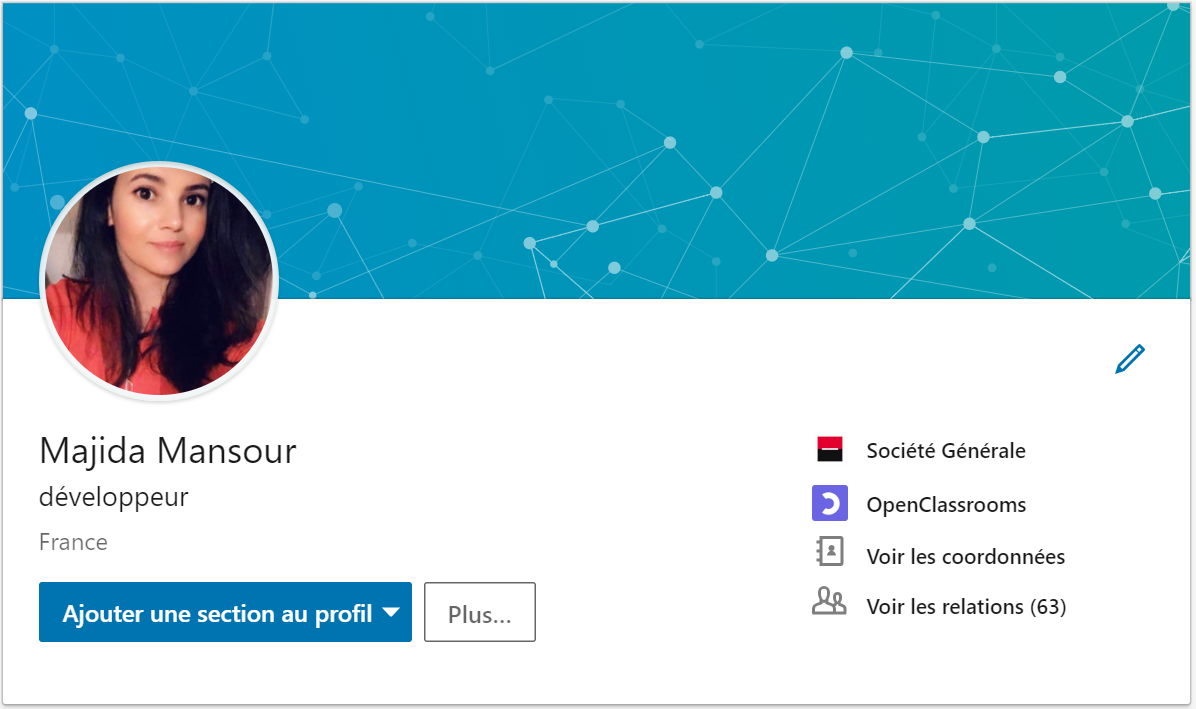 Majida Mansour
développeur
France
Ajouter une section au profil
Plus...
Société Générale
OpenClassrooms
Voir les coordonnées
Voir les relations (63)